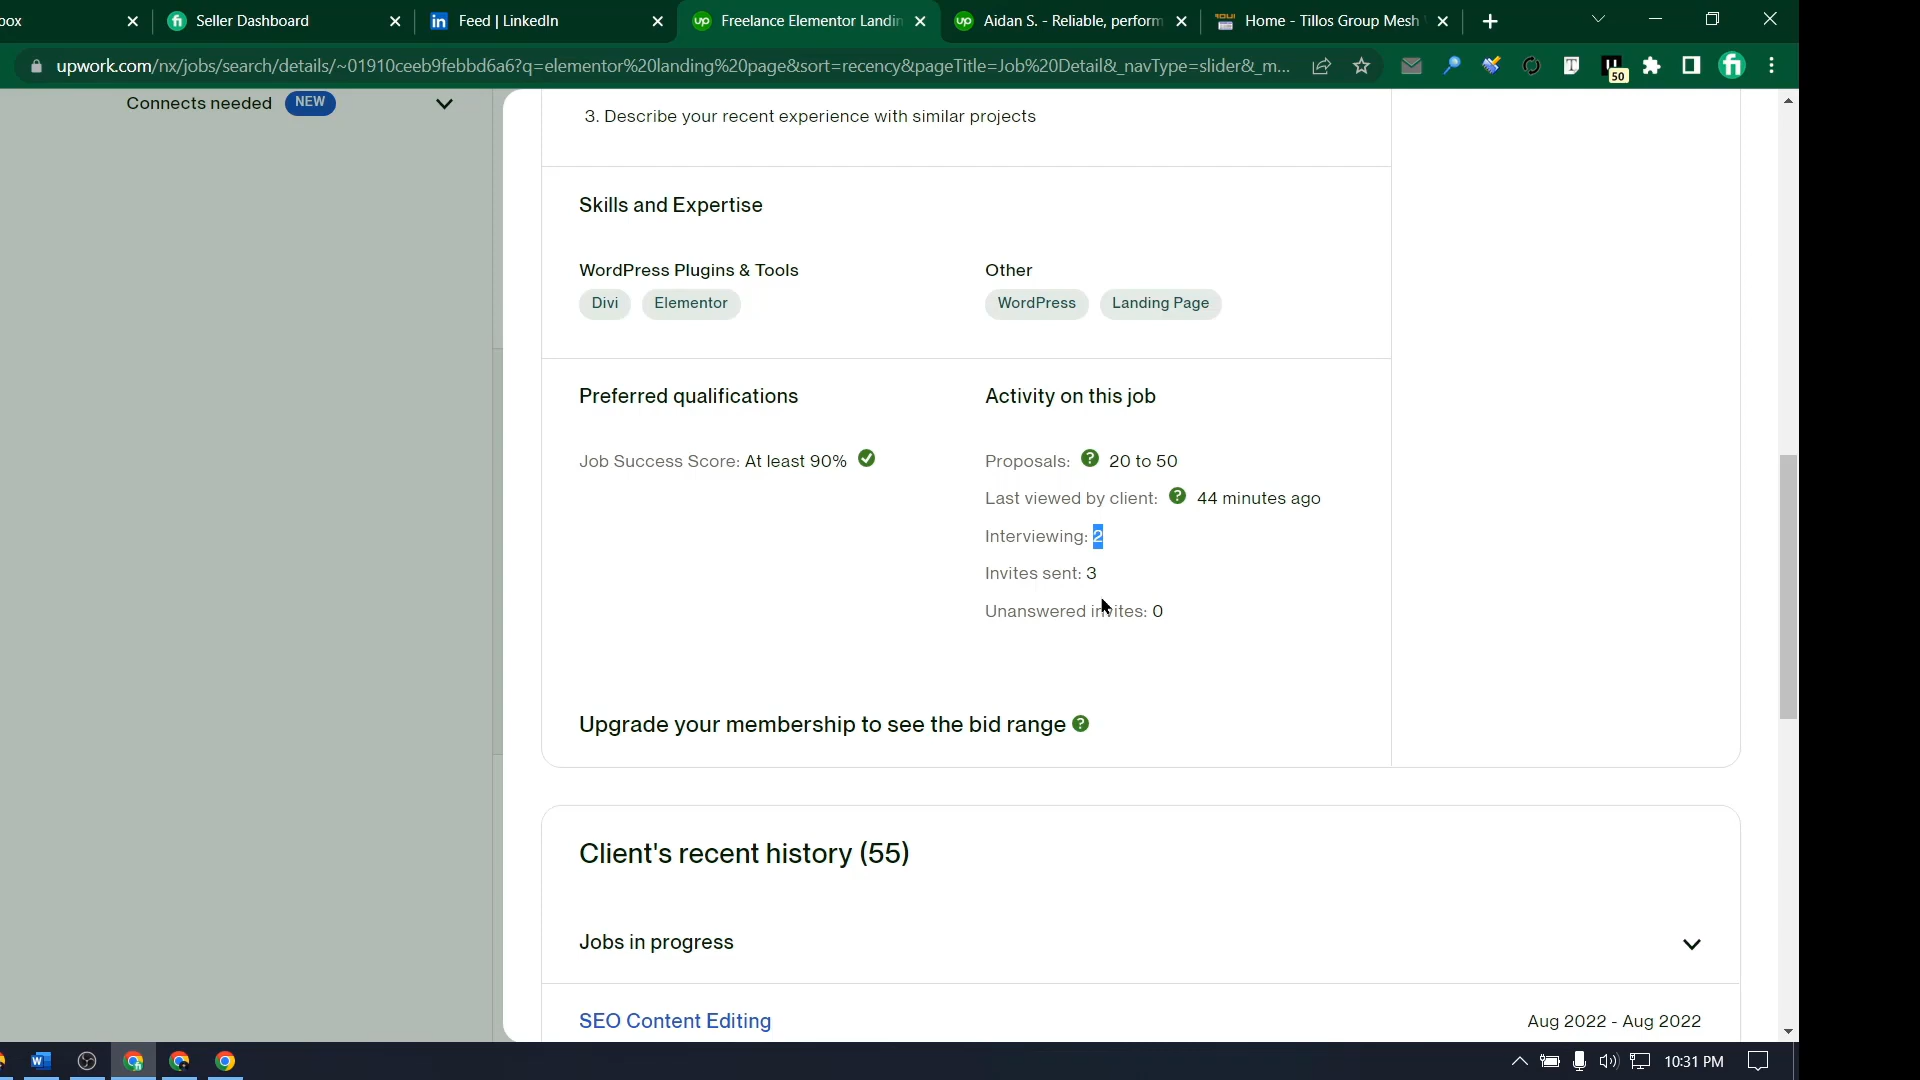 box
Seller Dashboard
Feed | LinkedIn
Freelance Elementor Landin
Aidan S. - Reliable, perform
Home - Tillos Group Mesh
upwork.com/nx/jobs/search/details/~01910ceeb9febbd6a6?q=elementor%20landing%20page&sort=recency&pageTitle=Job%20Detail&_navType=slider&_m...
50
Connects needed NEW
3. Describe your recent experience with similar projects
Skills and Expertise
WordPress Plugins & Tools
Other
Divi
Elementor
WordPress
Landing Page
Preferred qualifications
Activity on this job
Job Success Score: At least 90%
Proposals: 20 to 50
Last viewed by client: 44 minutes ago
Interviewing: 2
Invites sent: 3
Unanswered invites: 0
Upgrade your membership to see the bid range
Client's recent history (55)
Jobs in progress
SEO Content Editing
Aug 2022 - Aug 2022
10:31 PM